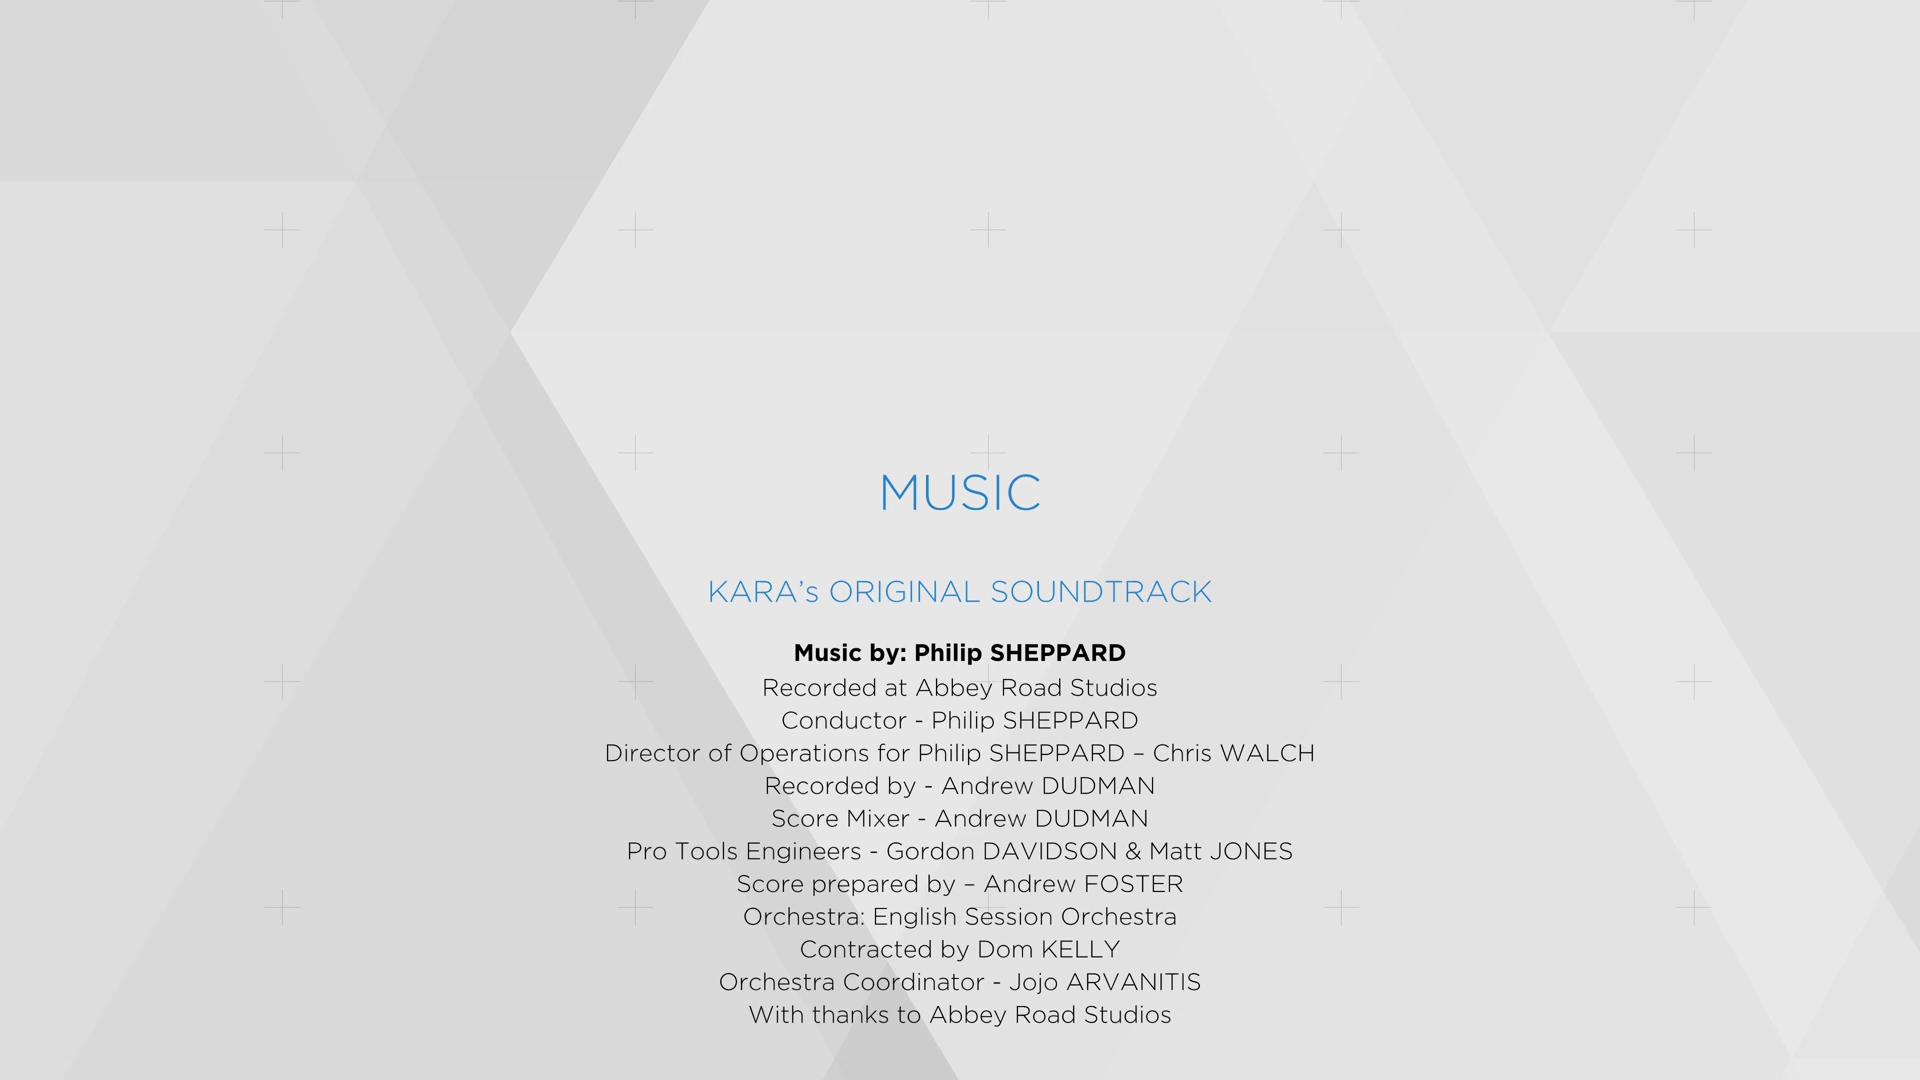 MUSIC
KARA’s ORIGINAL SOUNDTRACK
Music by: Philip SHEPPARD
Recorded at Abbey Road Studios
Conductor - Philip SHEPPARD
Director of Operations for Philip SHEPPARD – Chris WALCH
Recorded by - Andrew DUDMAN
Score Mixer - Andrew DUDMAN
Pro Tools Engineers - Gordon DAVIDSON & Matt JONES
Score prepared by – Andrew FOSTER
Orchestra: English Session Orchestra
Contracted by Dom KELLY
Orchestra Coordinator - Jojo ARVANITIS
With thanks to Abbey Road Studios